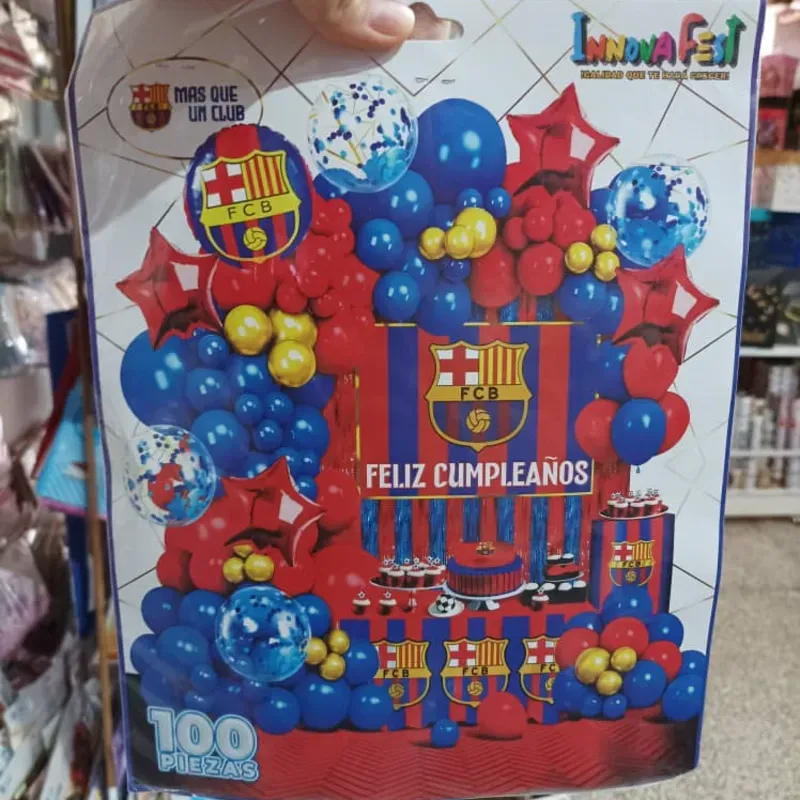 INNOVA FEST
¡CALIDAD QUE TE HARA CRECER!
MAS QUE
UN CLUB
FCB
FCB
FELIZ CUMPLEAÑOS
FCB
FCB
FCB
FCB
100
PIEZAS